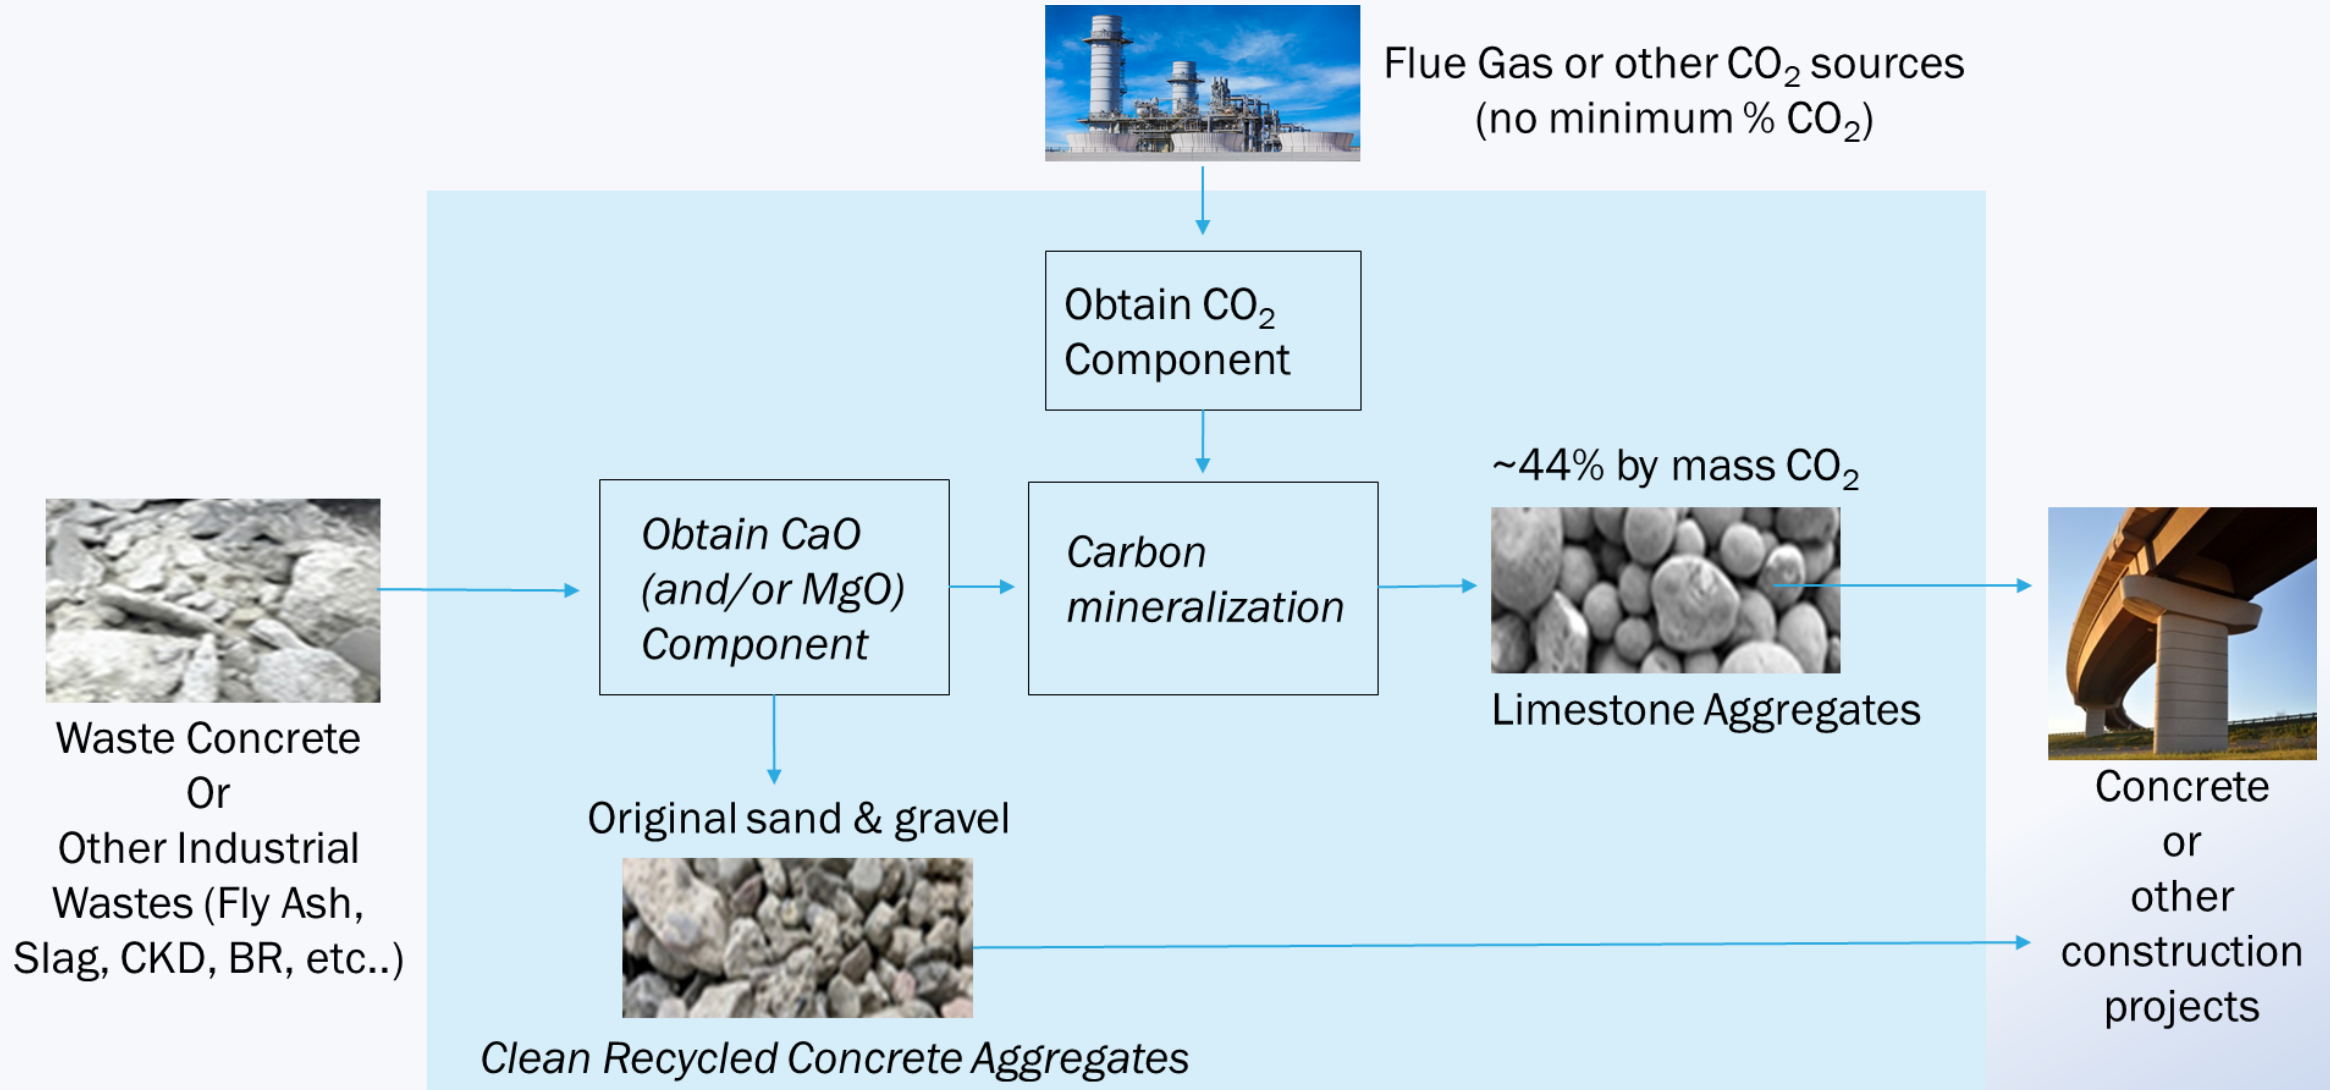 Flue Gas or other CO₂ sources
(no minimum % CO₂)
Obtain CO₂
Component
~44% by mass CO₂
Obtain CaO
(and/or MgO)
Component
Carbon
mineralization
Limestone Aggregates
Waste Concrete
Or
Other Industrial
Wastes (Fly Ash,
Slag, CKD, BR, etc..)
Original sand & gravel
Clean Recycled Concrete Aggregates
Concrete
or
other
construction
projects